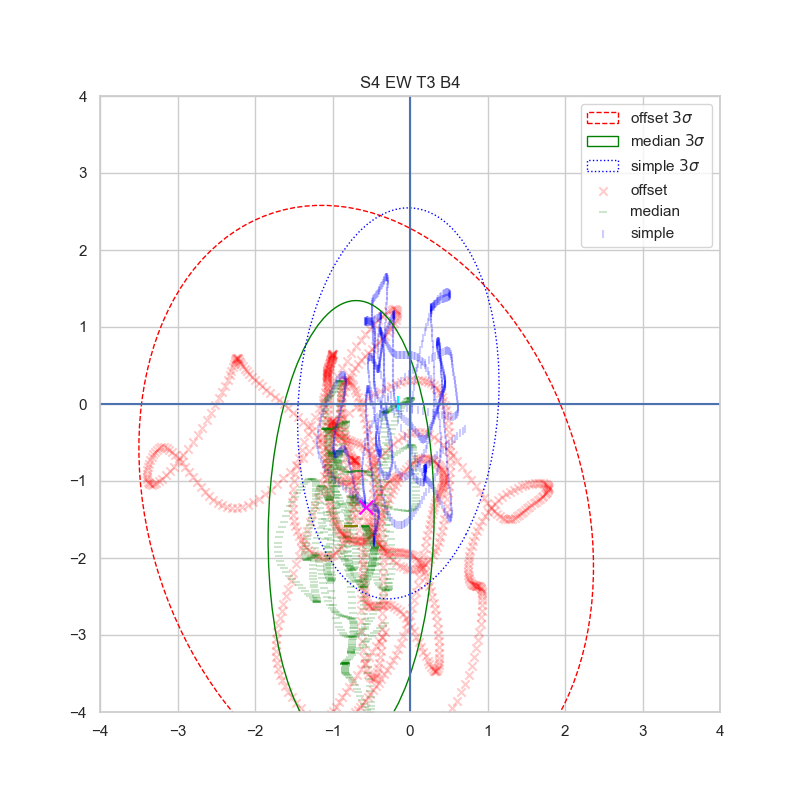 S4 EW T3 B4
offset 3σ
median 3σ
simple 3σ
offset
median
simple
4
3
2
1
0
−1
−2
−3
−4
−4 −3 −2 −1 0 1 2 3 4